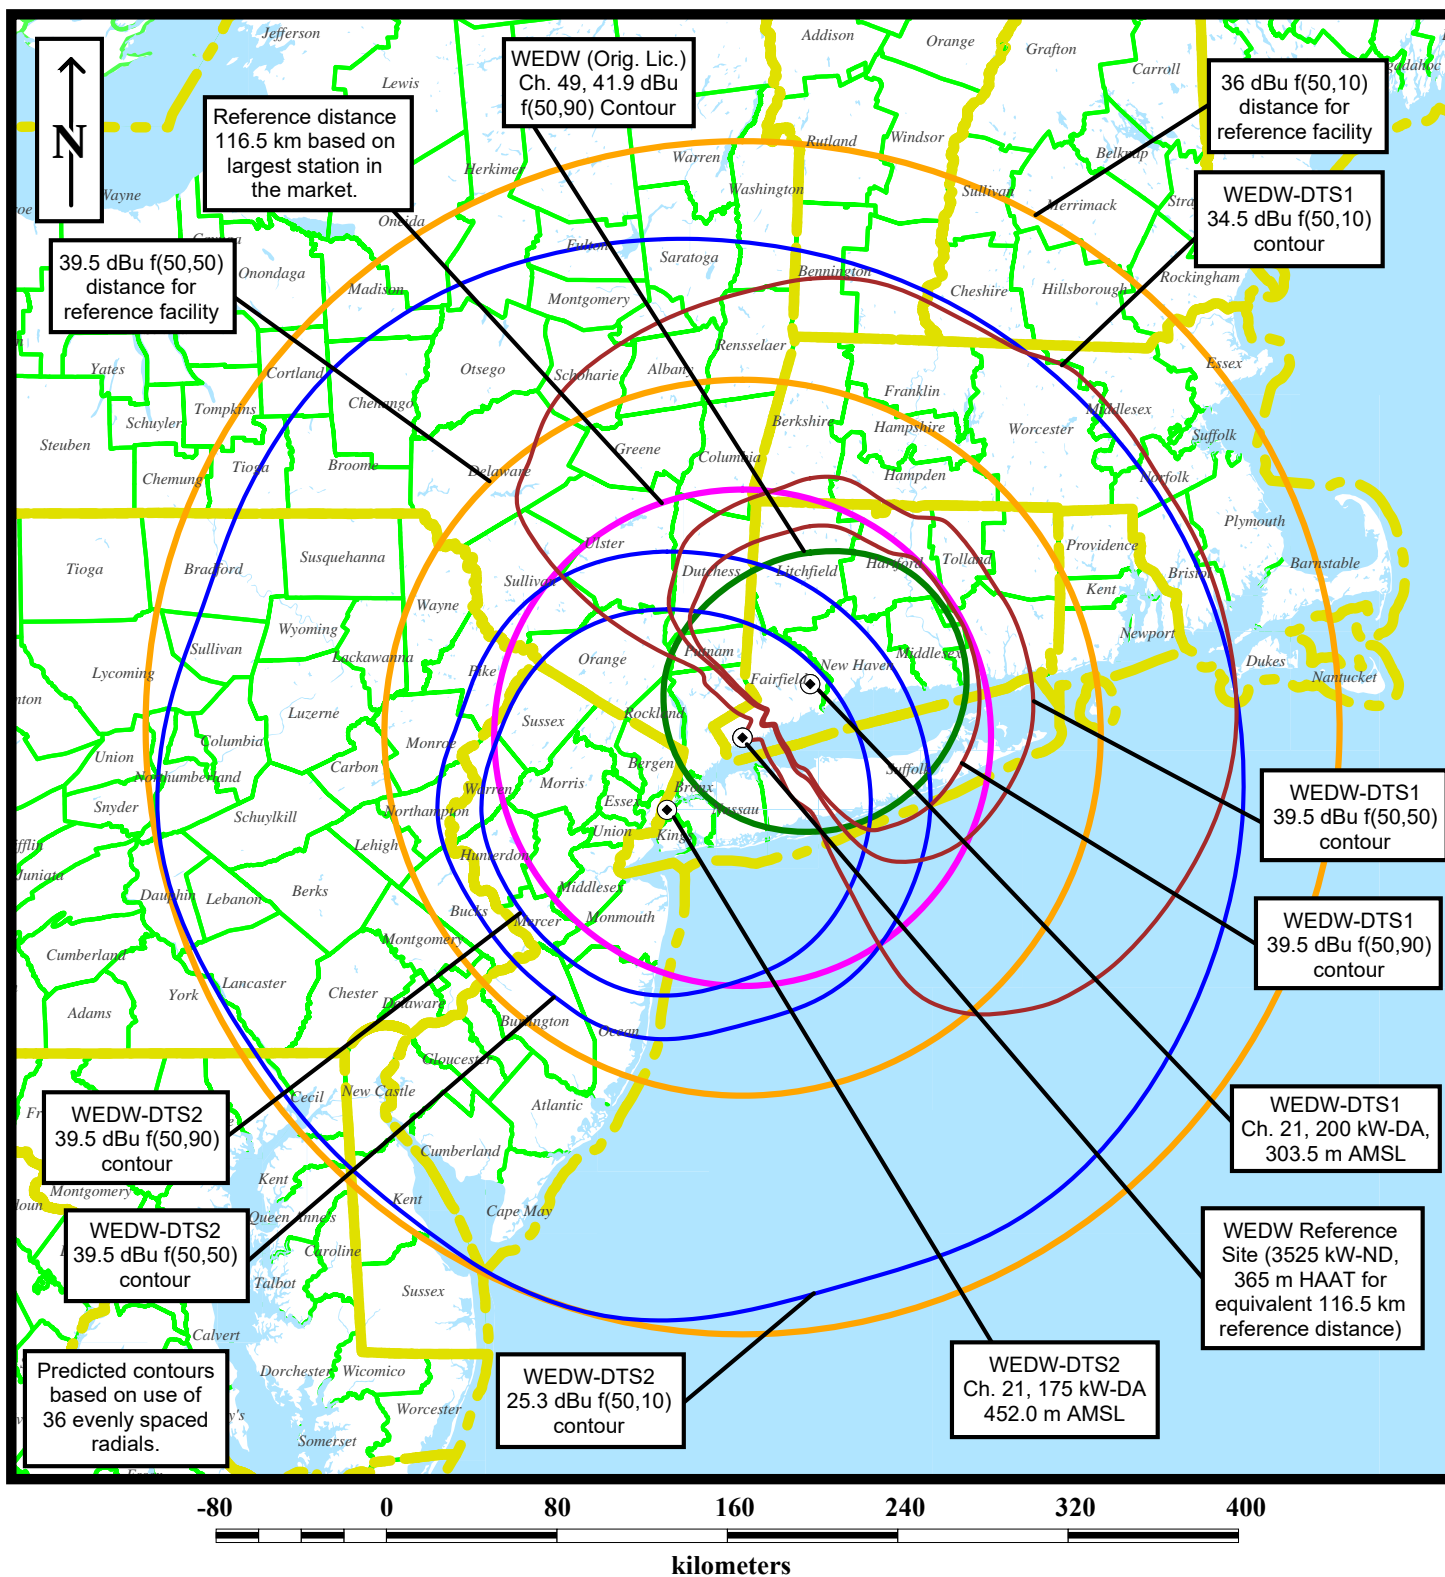 N
WEDW (Orig. Lic.)
Ch. 49, 41.9 dBu
f(50,90) Contour
Reference distance
116.5 km based on
largest station in
the market.
36 dBu f(50,10)
distance for
reference facility
WEDW-DTS1
34.5 dBu f(50,10)
contour
39.5 dBu f(50,50)
distance for
reference facility
Jefferson
Lewis
Addison
Orange
Grafton
Carroll
gadahoc
Herkimer
Warren
Rutland
Windsor
Belknap
Wayne
Washington
Sullivan
Merrimack
Stra
Oneida
Onondaga
Madison
Fulton
Saratoga
Montgomery
Bennington
Cheshire
Hillsborough
Rockingham
Yates
Cortland
Otsego
Schoharie
Albany
Rensselaer
Essex
Steuben
Schuyler
Tompkins
Chenango
Berkshire
Franklin
Hampshire
Worcester
Middlesex
Suffolk
Chemung
Tioga
Broome
Delaware
Greene
Columbia
Hampden
Norfolk
Plymouth
Tioga
Bradford
Susquehanna
Ulster
Sullivan
Dutchess
Litchfield
Hartford
Tolland
Providence
Kent
Bristol
Barnstable
Wayne
Wyoming
Sullivan
Lackawanna
Lycoming
Pike
Orange
Putnam
Fairfield
New Haven
Middlesex
Newport
Dukes
Nantucket
nton
Luzerne
Columbia
Union
Northumberland
Monroe
Carbon
Sussex
Rockland
Bergen
Morris
Warren
Essex
Bronx
Nassau
Suffolk
Snyder
Schuylkill
Northampton
Union
Kings
fflin
Juniata
Lehigh
Hunterdon
Dauphin
Lebanon
Berks
Bucks
Mercer
Middlesex
Monmouth
Cumberland
Montgomery
Lancaster
York
Chester
Delaware
Adams
Burlington
Ocean
Gloucester
Cecil
New Castle
Atlantic
Cumberland
Kent
Kent
Montgomery
loun
Queen Anne's
Cape May
Caroline
Talbot
Sussex
Calvert
Dorchester
Wicomico
Worcester
Somerset
WEDW-DTS1
39.5 dBu f(50,50)
contour
WEDW-DTS1
39.5 dBu f(50,90)
contour
WEDW-DTS1
Ch. 21, 200 kW-DA,
303.5 m AMSL
WEDW-DTS2
39.5 dBu f(50,90)
contour
WEDW-DTS2
39.5 dBu f(50,50)
contour
WEDW Reference
Site (3525 kW-ND,
365 m HAAT for
equivalent 116.5 km
reference distance)
WEDW-DTS2
25.3 dBu f(50,10)
contour
WEDW-DTS2
Ch. 21, 175 kW-DA
452.0 m AMSL
Predicted contours
based on use of
36 evenly spaced
radials.
-80 0 80 160 240 320 400
kilometers